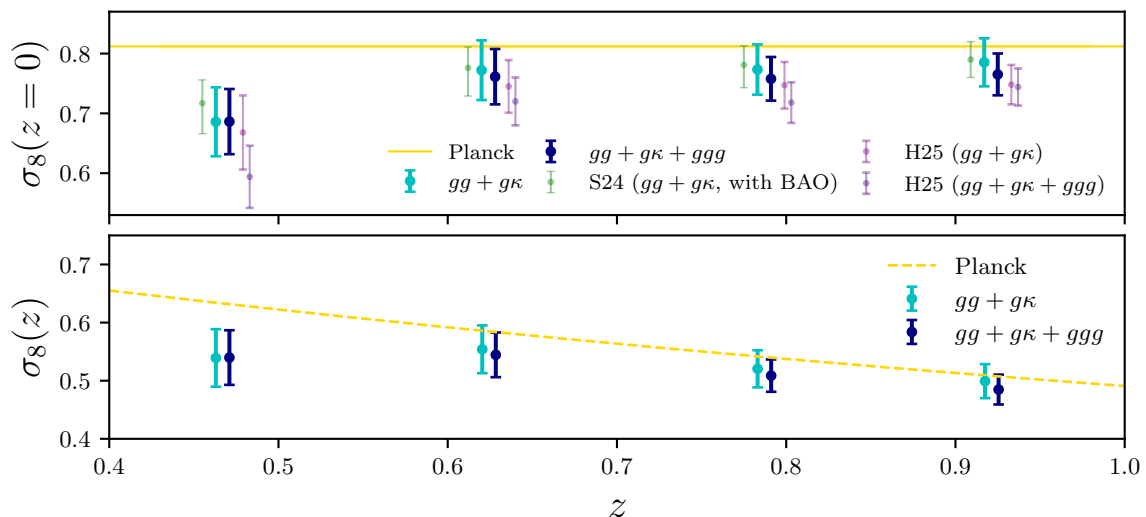 σ₈(z = 0)
0.8
0.7
0.6
Planck
gg + gκ
gg + gκ + ggg
S24 (gg + gκ, with BAO)
H25 (gg + gκ)
H25 (gg + gκ + ggg)
σ₈(z)
0.7
0.6
0.5
0.4
Planck
gg + gκ
gg + gκ + ggg
0.4 0.5 0.6 0.7 0.8 0.9 1.0
z